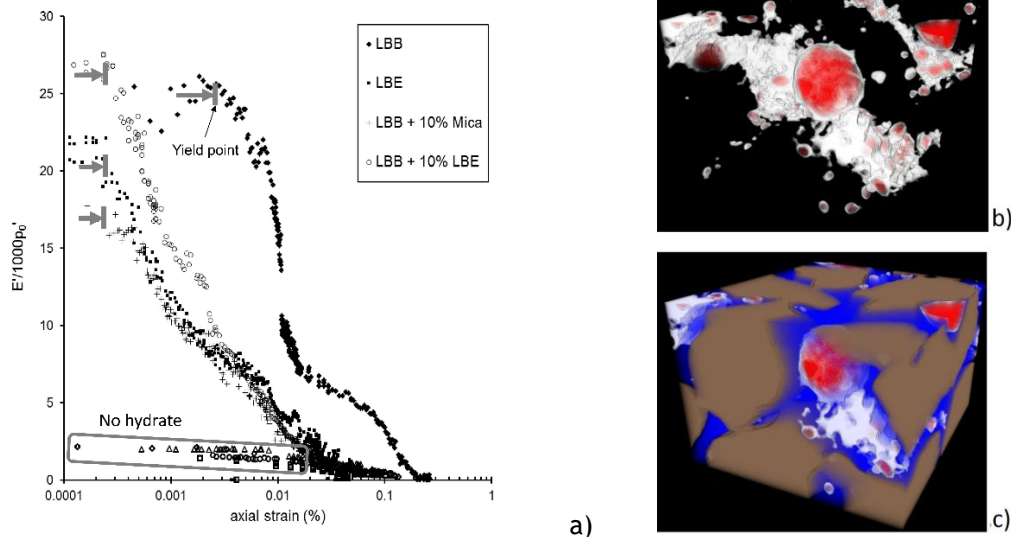 30
25
20
15
10
5
0
E'/1000p0'
LBB
LBE
LBB + 10% Mica
LBB + 10% LBE
Yield point
No hydrate
0.0001
0.001
0.01
0.1
1
axial strain (%)
a)
b)
c)